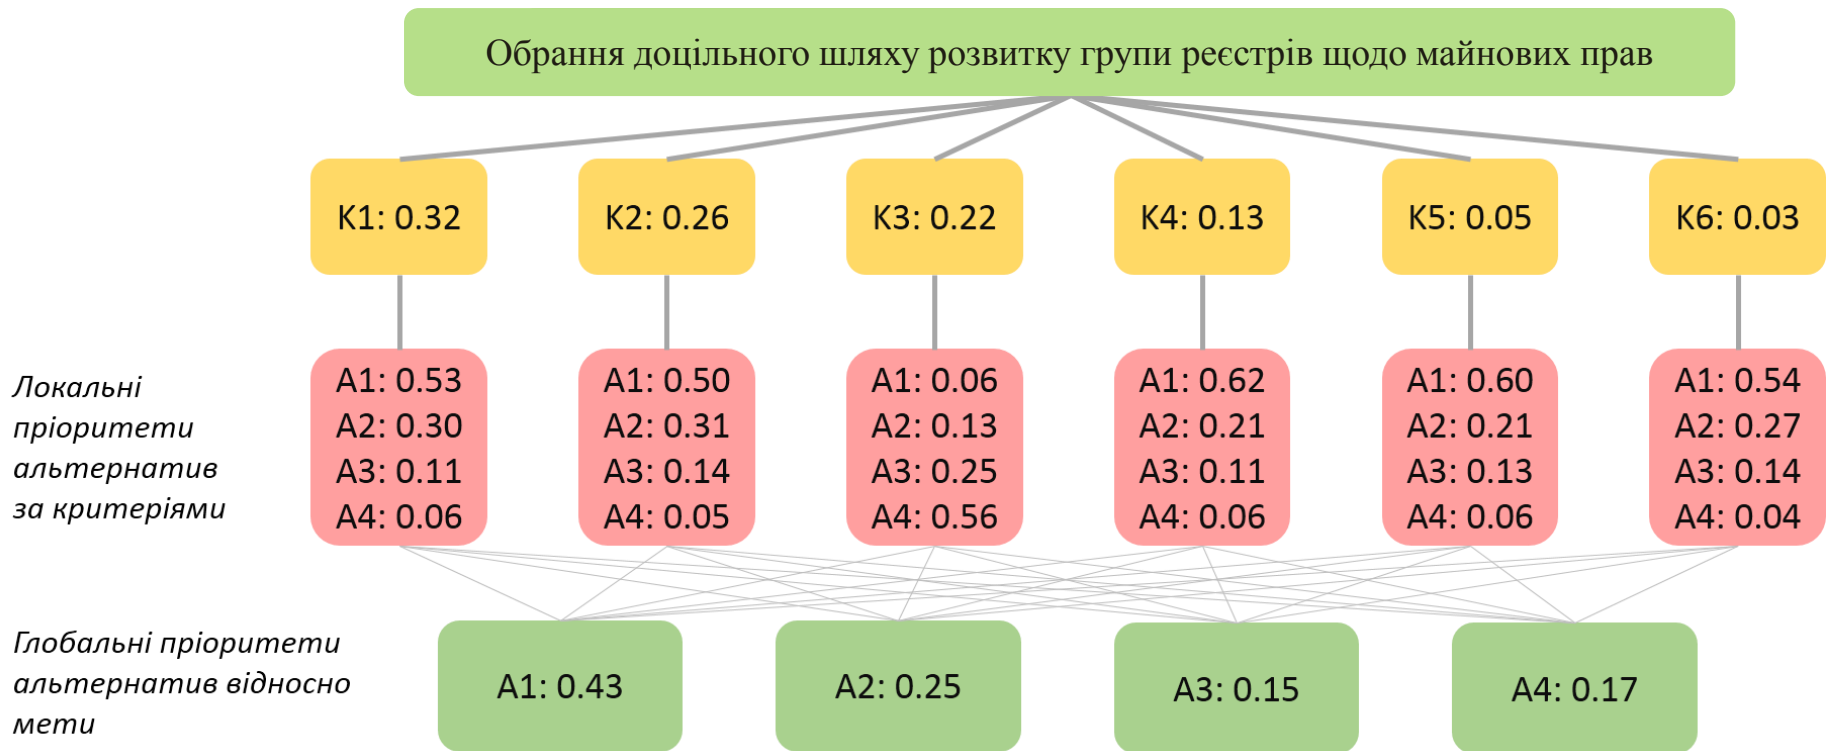 Обрання доцільного шляху розвитку групи реєстрів щодо майнових прав
K1: 0.32
K2: 0.26
K3: 0.22
K4: 0.13
K5: 0.05
K6: 0.03
Локальні
пріоритети
альтернатив
за критеріями
A1: 0.53
A2: 0.30
A3: 0.11
A4: 0.06
A1: 0.50
A2: 0.31
A3: 0.14
A4: 0.05
A1: 0.06
A2: 0.13
A3: 0.25
A4: 0.56
A1: 0.62
A2: 0.21
A3: 0.11
A4: 0.06
A1: 0.60
A2: 0.21
A3: 0.13
A4: 0.06
A1: 0.54
A2: 0.27
A3: 0.14
A4: 0.04
Глобальні пріоритети
альтернатив відносно
мети
A1: 0.43
A2: 0.25
A3: 0.15
A4: 0.17